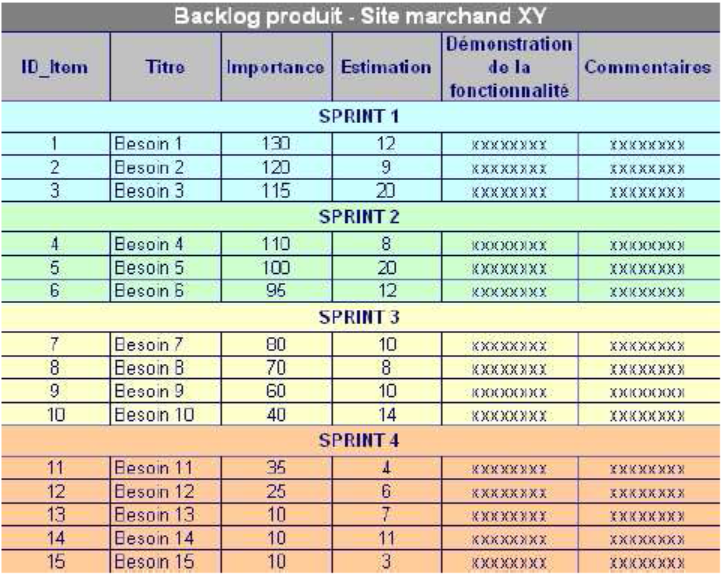 Backlog produit - Site marchand XY
ID_Item Titre Importance Estimation Démonstration de la fonctionnalité Commentaires
SPRINT 1
1 Besoin 1 130 12 xxxxxxxx xxxxxxxx
2 Besoin 2 120 9 xxxxxxxx xxxxxxxx
3 Besoin 3 115 20 xxxxxxxx xxxxxxxx
SPRINT 2
4 Besoin 4 110 8 xxxxxxxx xxxxxxxx
5 Besoin 5 100 20 xxxxxxxx xxxxxxxx
6 Besoin 6 95 12 xxxxxxxx xxxxxxxx
SPRINT 3
7 Besoin 7 80 10 xxxxxxxx xxxxxxxx
8 Besoin 8 70 8 xxxxxxxx xxxxxxxx
9 Besoin 9 60 10 xxxxxxxx xxxxxxxx
10 Besoin 10 40 14 xxxxxxxx xxxxxxxx
SPRINT 4
11 Besoin 11 35 4 xxxxxxxx xxxxxxxx
12 Besoin 12 25 6 xxxxxxxx xxxxxxxx
13 Besoin 13 10 7 xxxxxxxx xxxxxxxx
14 Besoin 14 10 11 xxxxxxxx xxxxxxxx
15 Besoin 15 10 3 xxxxxxxx xxxxxxxx